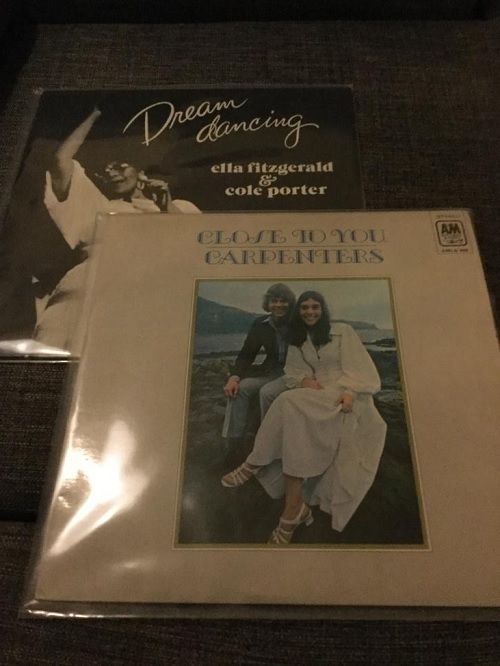 Dream
dancing
ella fitzgerald
&
cole porter
CLOSE TO YOU
CARPENTERS
A&M